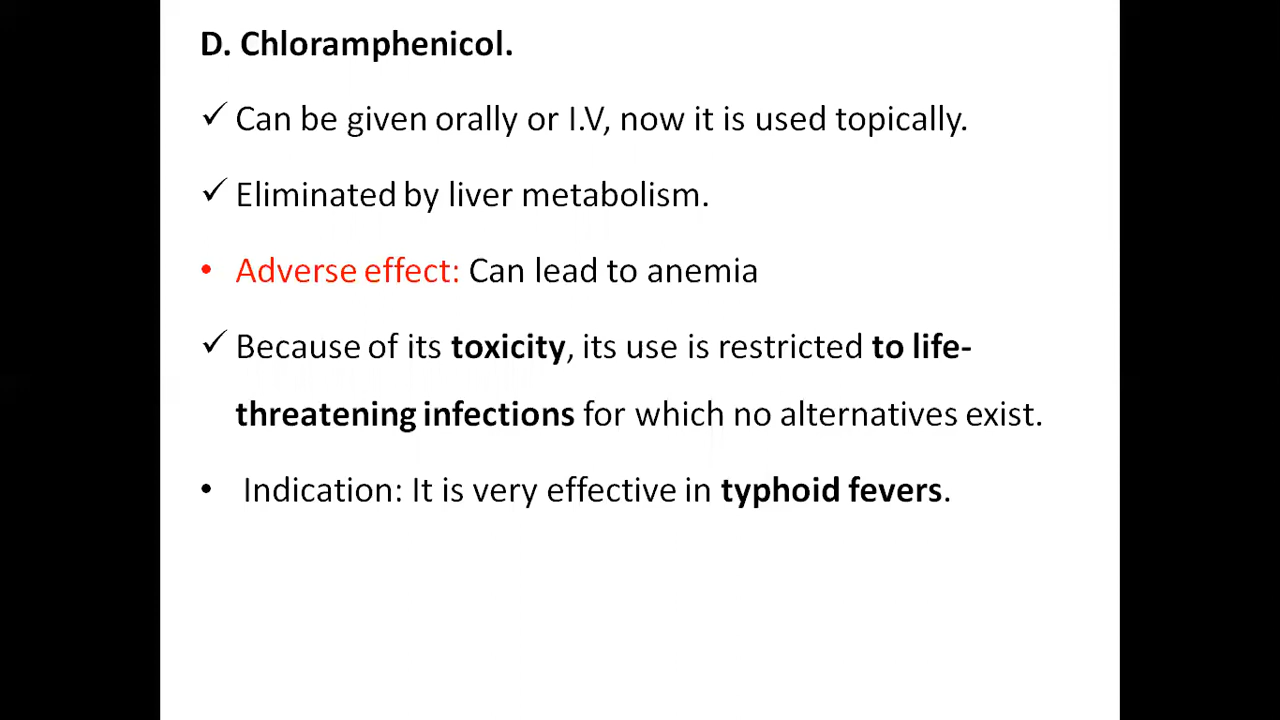 D. Chloramphenicol.
✓ Can be given orally or I.V, now it is used topically.
✓ Eliminated by liver metabolism.
• Adverse effect: Can lead to anemia
✓ Because of its toxicity, its use is restricted to life-
threatening infections for which no alternatives exist.
• Indication: It is very effective in typhoid fevers.